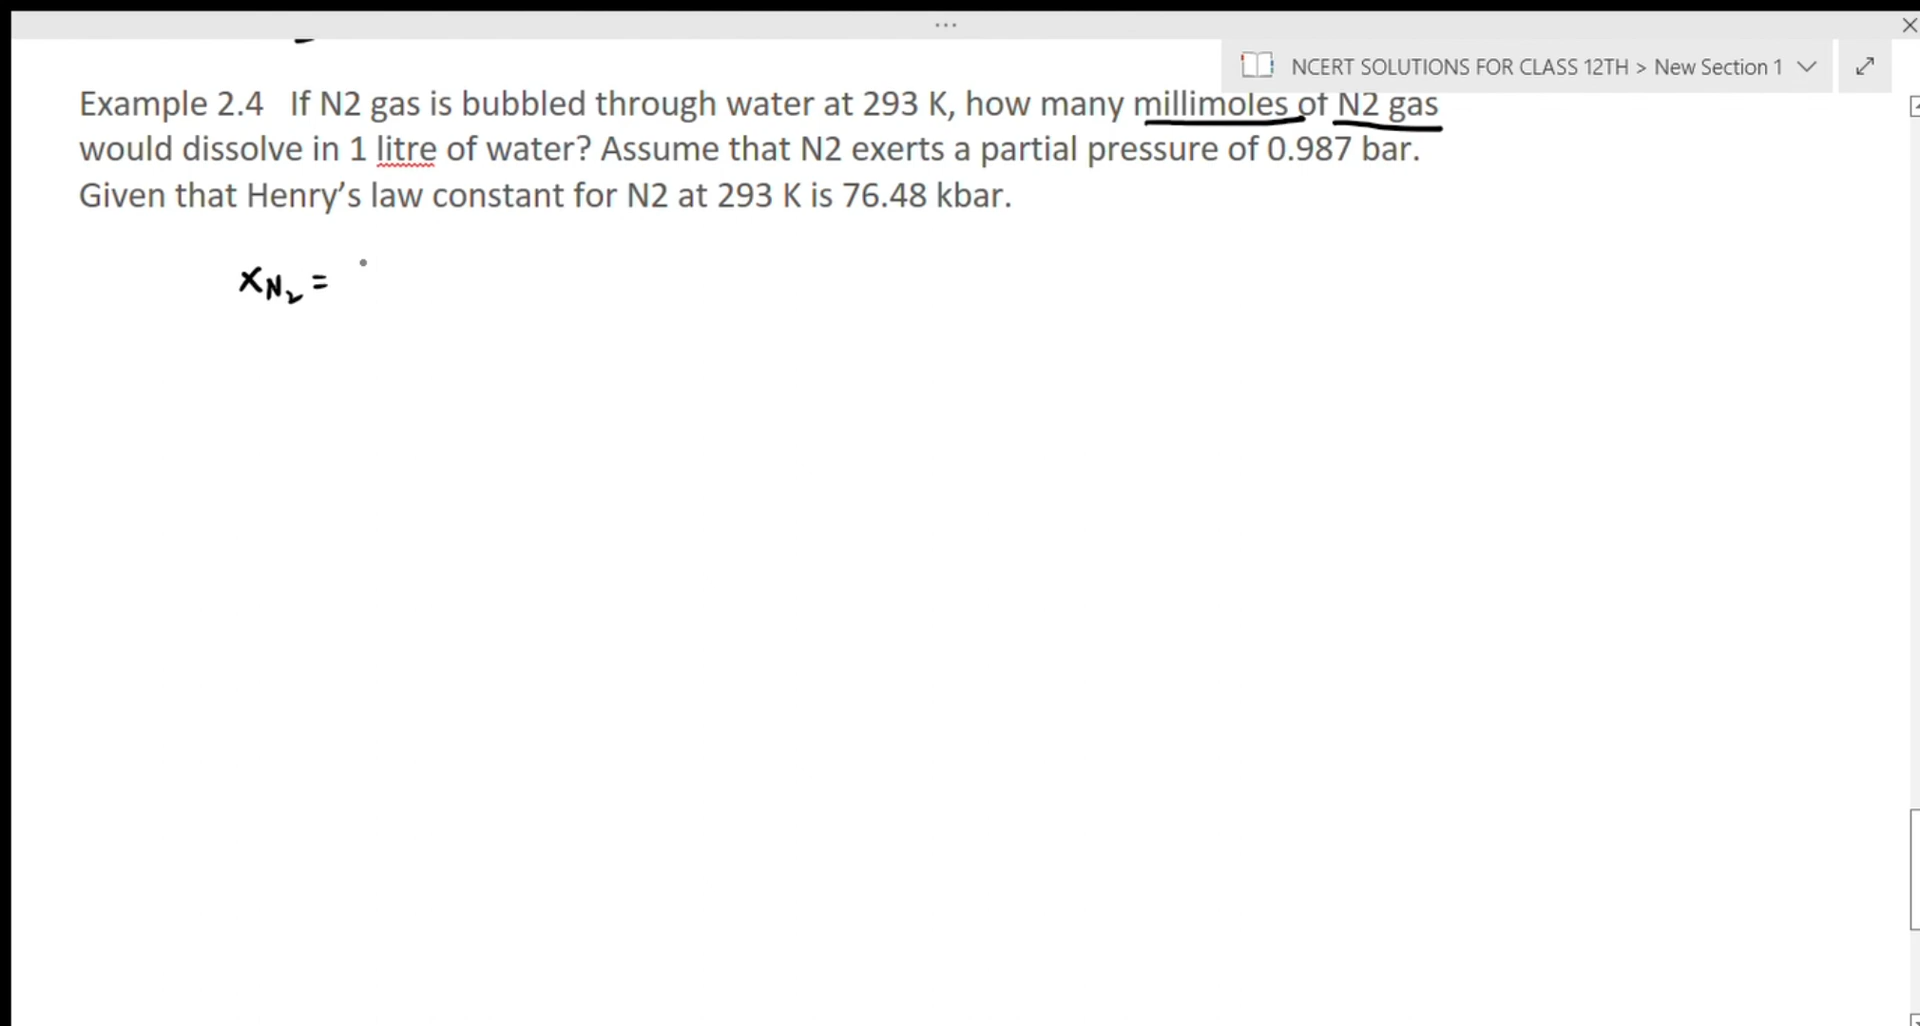 NCERT SOLUTIONS FOR CLASS 12TH > New Section 1
Example 2.4 If N2 gas is bubbled through water at 293 K, how many millimoles of N2 gas
would dissolve in 1 litre of water? Assume that N2 exerts a partial pressure of 0.987 bar.
Given that Henry’s law constant for N2 at 293 K is 76.48 kbar.
xN₂ =